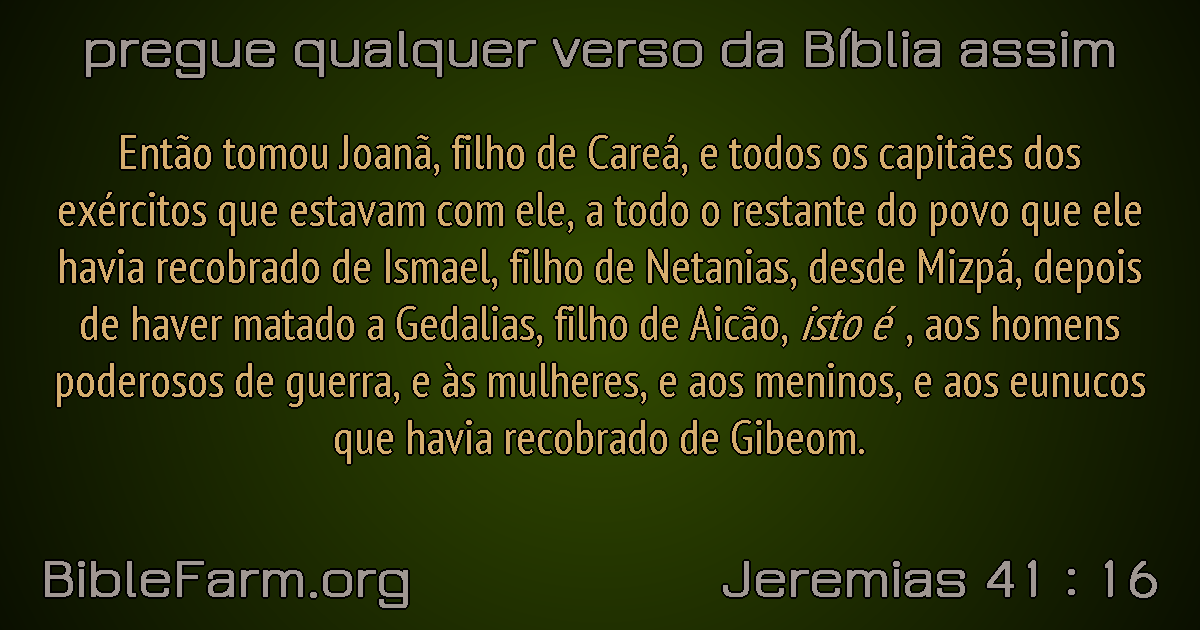 pregue qualquer verso da Bíblia assim
Então tomou Joanã, filho de Careá, e todos os capitães dos
exércitos que estavam com ele, a todo o restante do povo que ele
havia recobrado de Ismael, filho de Netanias, desde Mizpá, depois
de haver matado a Gedalias, filho de Aicão, isto é , aos homens
poderosos de guerra, e às mulheres, e aos meninos, e aos eunucos
que havia recobrado de Gibeom.
BibleFarm.org
Jeremias 41 : 16